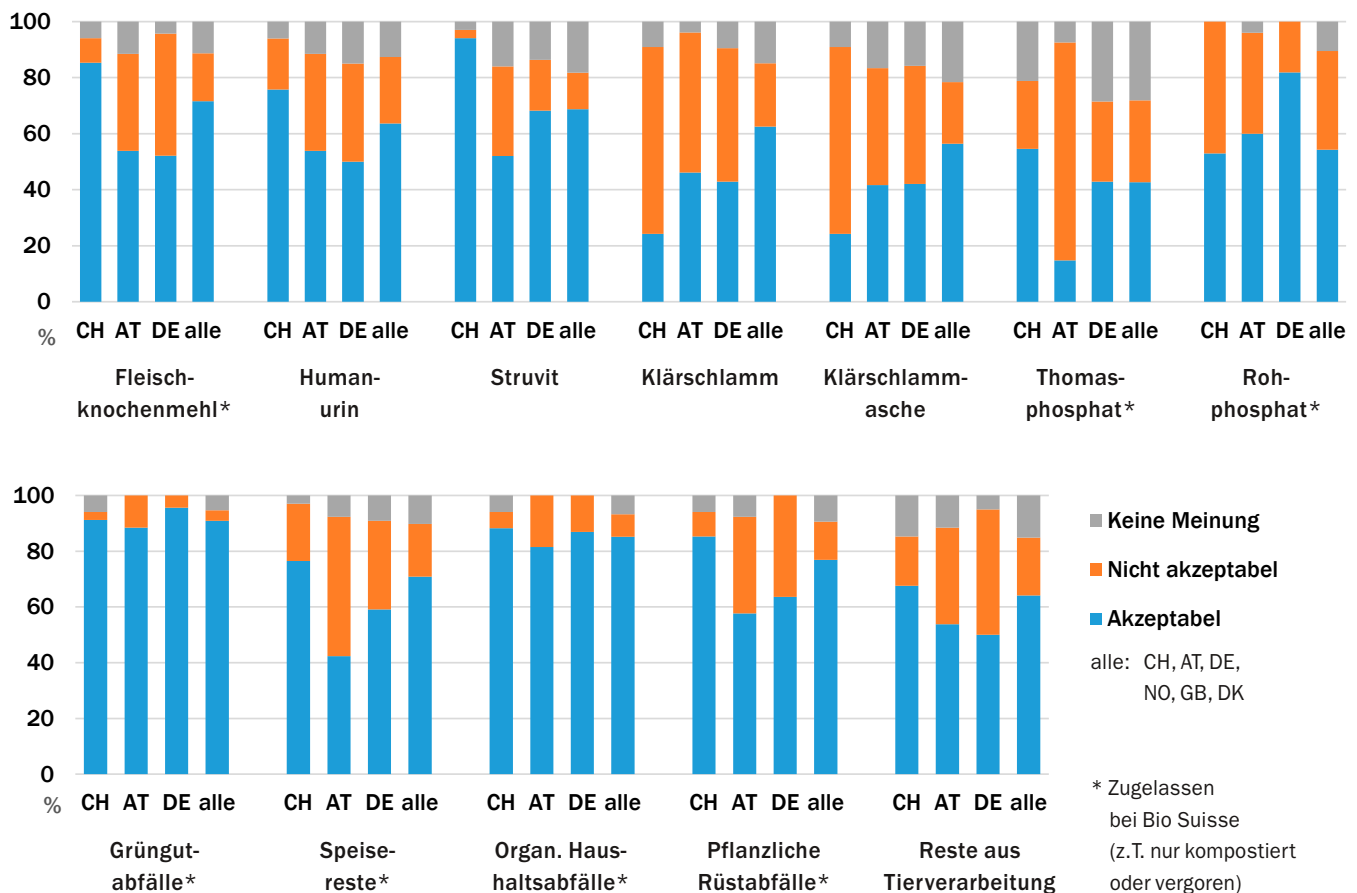 100
80
60
40
20
0
%
CH AT DE alle
CH AT DE alle
CH AT DE alle
CH AT DE alle
CH AT DE alle
CH AT DE alle
CH AT DE alle
Fleisch-
knochenmehl*
Human-
urin
Struvit
Klärschlamm
Klärschlamm-
asche
Thomas-
phosphat*
Roh-
phosphat*
100
80
60
40
20
0
%
CH AT DE alle
CH AT DE alle
CH AT DE alle
CH AT DE alle
CH AT DE alle
Grüngut-
abfälle*
Speise-
reste*
Organ. Haus-
haltsabfälle*
Pflanzliche
Rüstabfälle*
Reste aus
Tierverarbeitung
Keine Meinung
Nicht akzeptabel
Akzeptabel
alle: CH, AT, DE,
NO, GB, DK
* Zugelassen
bei Bio Suisse
(z.T. nur kompostiert
oder vergoren)